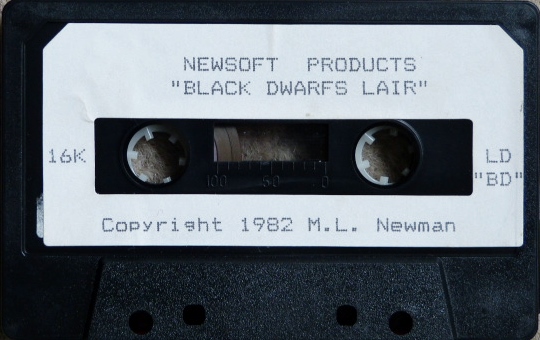 NEWSOFT PRODUCTS
"BLACK DWARFS LAIR"
16K
LD
"BD"
100 50 0
Copyright 1982 M.L. Newman